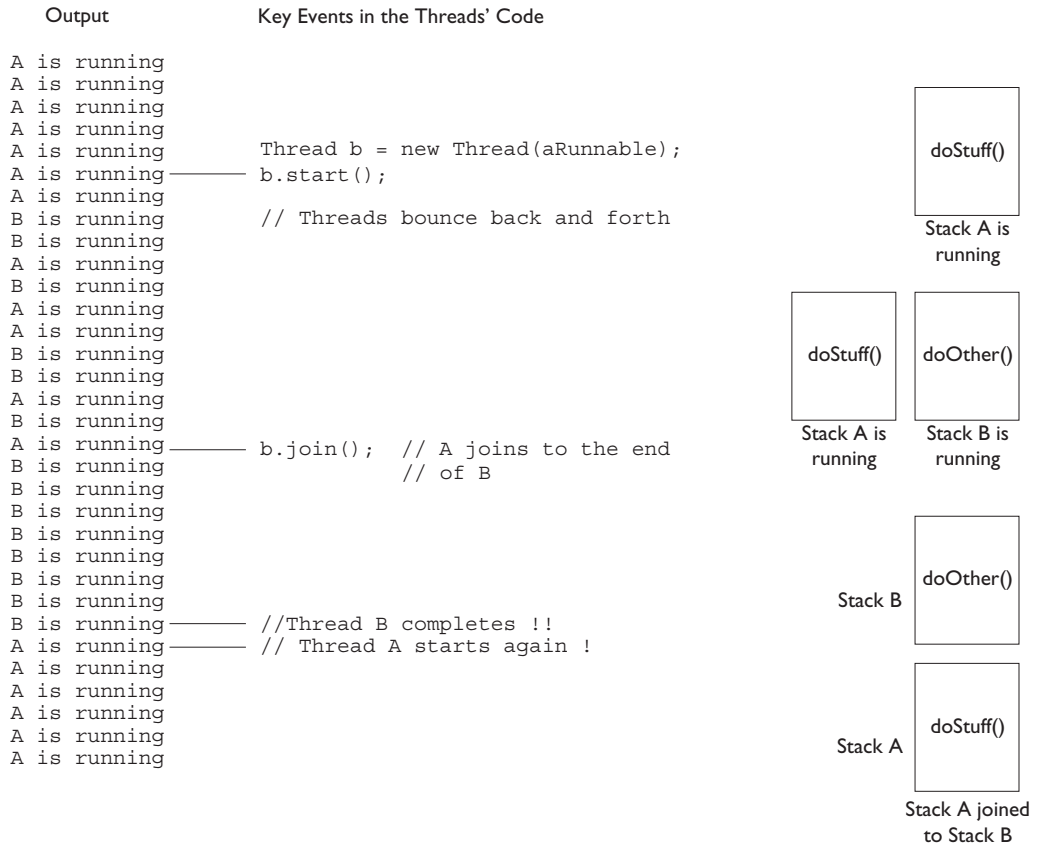 Output
Key Events in the Threads’ Code
A is running
A is running
A is running
A is running
A is running
Thread b = new Thread(aRunnable);
A is running
b.start();
A is running
B is running
// Threads bounce back and forth
B is running
A is running
B is running
A is running
A is running
B is running
B is running
A is running
B is running
A is running
b.join();  // A joins to the end
B is running
// of B
B is running
B is running
B is running
B is running
B is running
B is running
B is running
//Thread B completes !!
A is running
// Thread A starts again !
A is running
A is running
A is running
A is running
A is running
doStuff()
Stack A is
running
doStuff()
doOther()
Stack A is
running
Stack B is
running
doOther()
Stack B
doStuff()
Stack A
Stack A joined
to Stack B